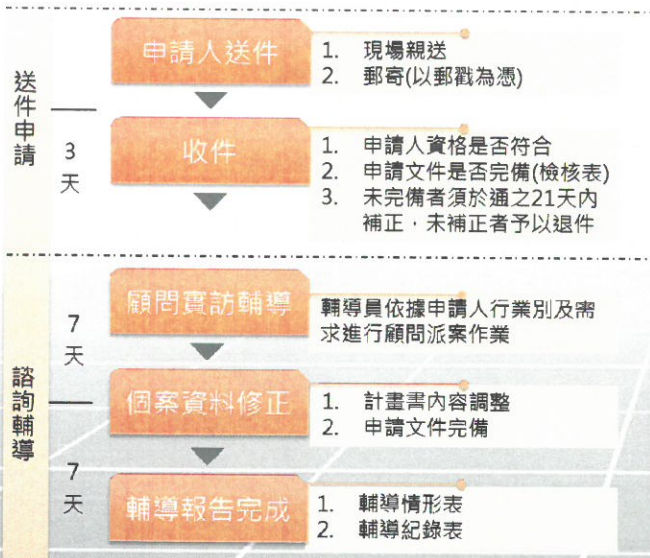 送件申請
3
天
申請人送件
1. 現場親送
2. 郵寄(以郵戳為憑)
收件
1. 申請人資格是否符合
2. 申請文件是否完備(檢核表)
3. 未完備者須於通之21天內
補正，未補正者予以退件
諮詢輔導
7
天
顧問實訪輔導
輔導員依據申請人行業別及需
求進行顧問派案作業
個案資料修正
1. 計畫書內容調整
2. 申請文件完備
7
天
輔導報告完成
1. 輔導情形表
2. 輔導紀錄表